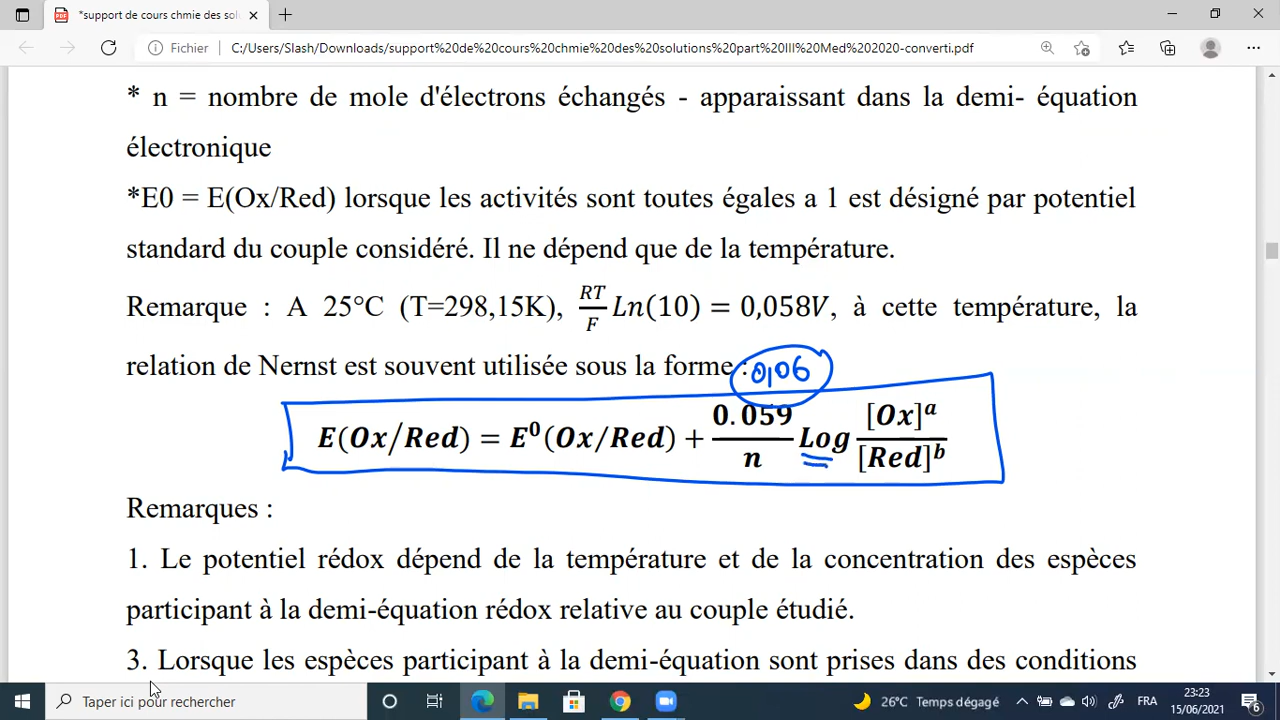 *support de cours chmie des sol
Fichier C:/Users/Slash/Downloads/support%20de%20cours%20chmie%20des%20solutions%20part%20III%20Med%202020-converti.pdf
* n = nombre de mole d'électrons échangés - apparaissant dans la demi- équation
électronique
*E0 = E(Ox/Red) lorsque les activités sont toutes égales a 1 est désigné par potentiel
standard du couple considéré. Il ne dépend que de la température.
Remarque : A 25°C (T=298,15K), RT/F Ln(10) = 0,058V, à cette température, la
relation de Nernst est souvent utilisée sous la forme :
0,06
E(Ox/Red) = E⁰(Ox/Red) + 0.059/n Log [Ox]ᵃ/[Red]ᵇ
Remarques :
1. Le potentiel rédox dépend de la température et de la concentration des espèces
participant à la demi-équation rédox relative au couple étudié.
3. Lorsque les espèces participant à la demi-équation sont prises dans des conditions
Taper ici pour rechercher
26°C Temps dégagé
FRA
23:23
15/06/2021
6